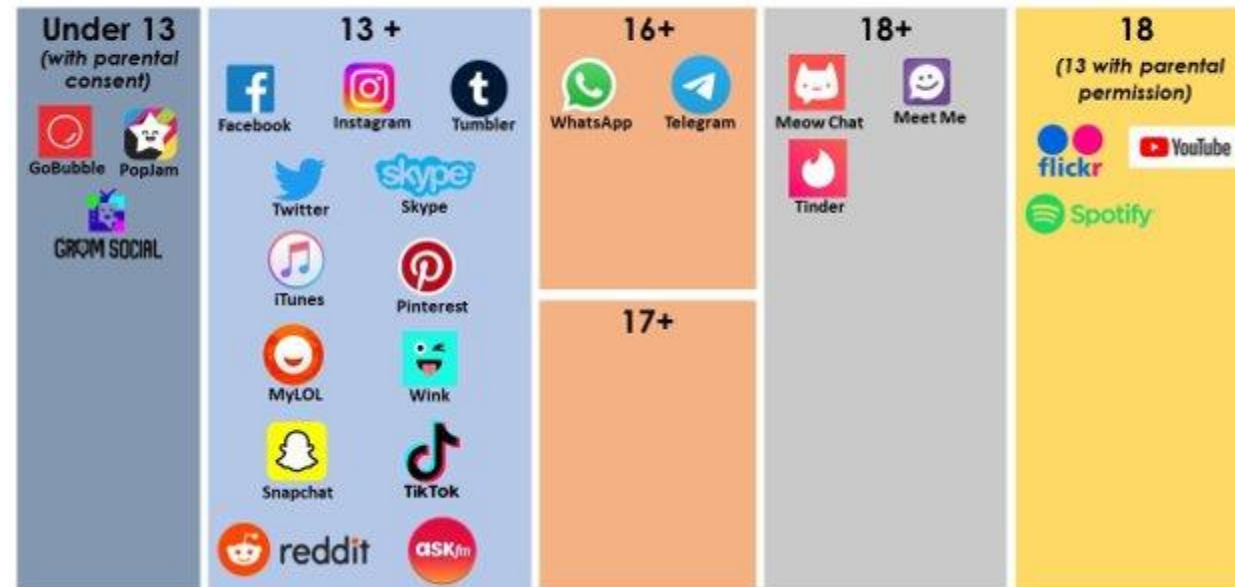 Under 13
(with parental
consent)
GoBubble PopJam
GROM SOCIAL
13 +
Facebook Instagram Tumbler
Twitter Skype
skype
iTunes Pinterest
MyLOL Wink
Snapchat TikTok
reddit ASKfm
16+
WhatsApp Telegram
17+
18+
Meow Chat Meet Me
Tinder
18
(13 with parental
permission)
flickr YouTube
Spotify